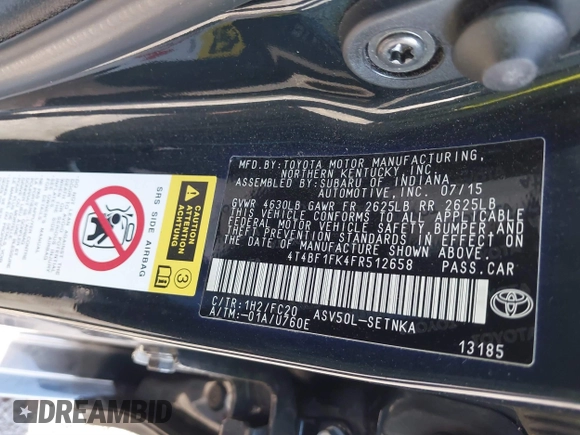 MFD. BY: TOYOTA MOTOR MANUFACTURING,
NORTHERN KENTUCKY, INC.
ASSEMBLED BY: SUBARU OF INDIANA
AUTOMOTIVE, INC. 07/15
GVWR 4630LB GAWR FR 2625LB RR 2625LB
THIS VEHICLE CONFORMS TO ALL APPLICABLE
FEDERAL MOTOR VEHICLE SAFETY, BUMPER, AND
THEFT PREVENTION STANDARDS IN EFFECT ON
THE DATE OF MANUFACTURE SHOWN ABOVE.
4T4BF1FK4FR512658 PASS.CAR
C/TR:1H2/FC20 ASV50L-SETNKA
A/TM:-01A/U760E
13185
TOYOTA
SRS SIDE AIRBAG
CAUTION
ATTENTION
ACHTUNG
3
DREAMBID